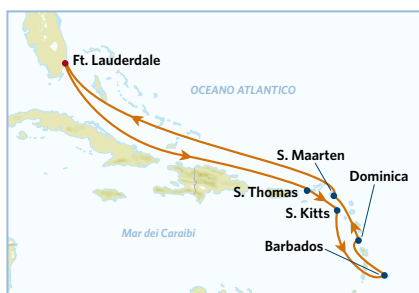 Ft. Lauderdale
OCEANO ATLANTICO
S. Maarten
Dominica
S. Thomas
S. Kitts
Mar dei Caraibi
Barbados